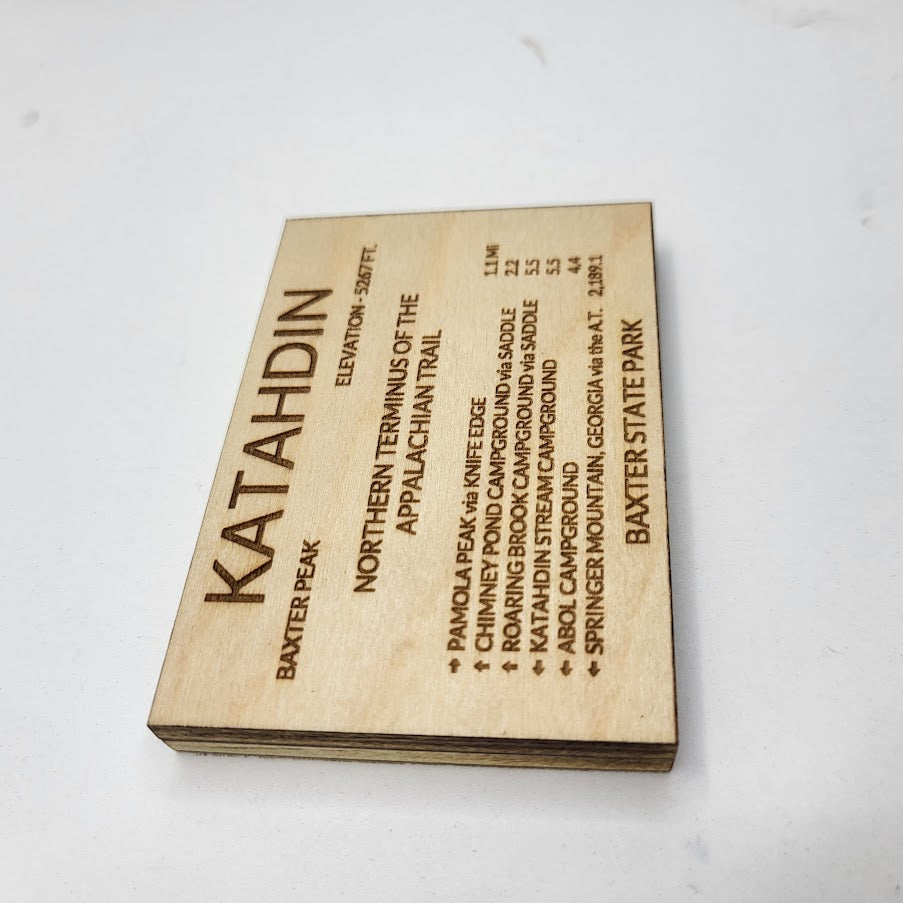 KATAHDIN
BAXTER PEAK ELEVATION - 5267 FT.
NORTHERN TERMINUS OF THE
APPALACHIAN TRAIL
PAMOLA PEAK via KNIFE EDGE 1.1 MI
CHIMNEY POND CAMPGROUND via SADDLE 2.2
ROARING BROOK CAMPGROUND via SADDLE 5.5
KATAHDIN STREAM CAMPGROUND 5.5
ABOL CAMPGROUND 4.4
SPRINGER MOUNTAIN, GEORGIA via the A.T. 2,189.1
BAXTER STATE PARK